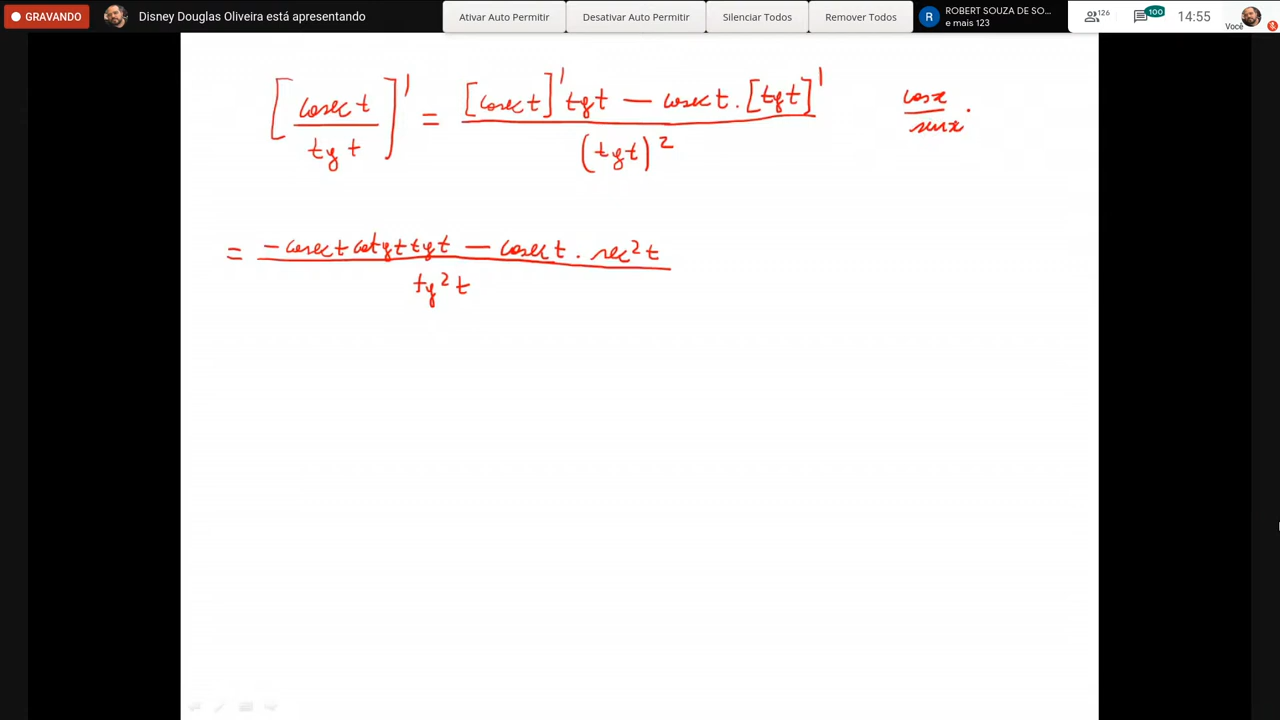 GRAVANDO Disney Douglas Oliveira está apresentando Ativar Auto Permitir Desativar Auto Permitir Silenciar Todos Remover Todos R ROBERT SOUZA DE SO... e mais 123 126 100 14:55 Você
[cosec t / tg t]' = ([cosec t]' tg t − cosec t . [tg t]') / (tg t)²
cos x / sen x .
= (− cosec t cotg t tg t − cosec t . sec² t) / tg² t